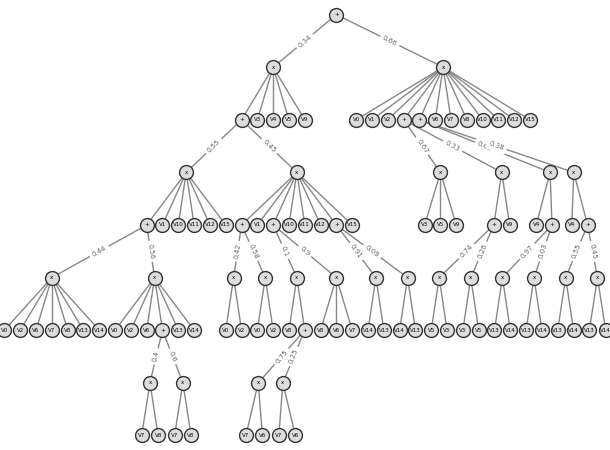 +
0.34 0.66
x x
+ V3 V4 V5 V9 V0 V1 V2 + + V6 V7 V8 V10 V11 V12 V15
0.55 0.45 0.67 0.33 0.38
x x x x x x
+ V1 V10 V11 V12 V15 + V1 + V10 V11 V12 + V15 V3 V5 V9 + V9 V4 + V4 +
0.44 0.56 0.42 0.58 0.1 0.9 0.91 0.09 0.74 0.26 0.97 0.03 0.55 0.45
x x x x x x x x x x x x x x
V0 V2 V6 V7 V8 V13 V14 V0 V2 V6 + V13 V14 V0 V2 V0 V2 V8 + V8 V6 V7 V14 V13 V14 V13 V5 V3 V3 V5 V13 V14 V13 V14 V13 V14 V13 V14
0.4 0.6 0.75 0.25
x x x x
V7 V8 V7 V8 V7 V6 V7 V6